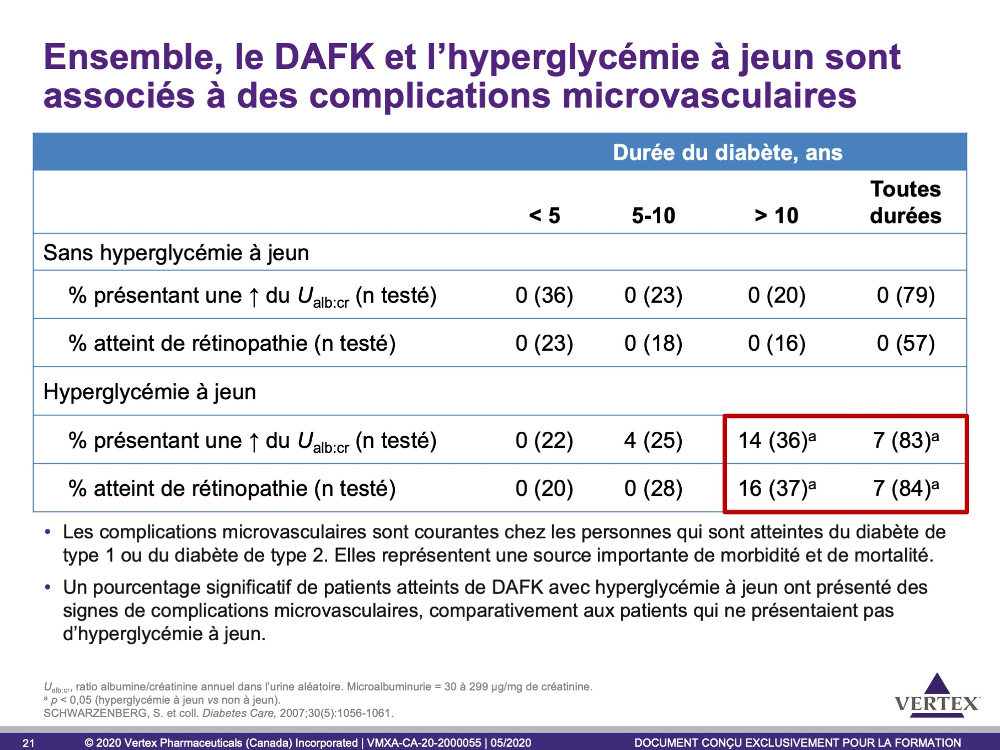 Ensemble, le DAFK et l’hyperglycémie à jeun sont
associés à des complications microvasculaires
Durée du diabète, ans
< 5 5-10 > 10 Toutes durées
Sans hyperglycémie à jeun
% présentant une ↑ du Ualb:cr (n testé) 0 (36) 0 (23) 0 (20) 0 (79)
% atteint de rétinopathie (n testé) 0 (23) 0 (18) 0 (16) 0 (57)
Hyperglycémie à jeun
% présentant une ↑ du Ualb:cr (n testé) 0 (22) 4 (25) 14 (36)ᵃ 7 (83)ᵃ
% atteint de rétinopathie (n testé) 0 (20) 0 (28) 16 (37)ᵃ 7 (84)ᵃ
• Les complications microvasculaires sont courantes chez les personnes qui sont atteintes du diabète de
type 1 ou du diabète de type 2. Elles représentent une source importante de morbidité et de mortalité.
• Un pourcentage significatif de patients atteints de DAFK avec hyperglycémie à jeun ont présenté des
signes de complications microvasculaires, comparativement aux patients qui ne présentaient pas
d’hyperglycémie à jeun.
Ualb:cr, ratio albumine/créatinine annuel dans l’urine aléatoire. Microalbuminurie = 30 à 299 µg/mg de créatinine.
ᵃ p < 0,05 (hyperglycémie à jeun vs non à jeun).
SCHWARZENBERG, S. et coll. Diabetes Care, 2007;30(5):1056-1061.
VERTEX
21 © 2020 Vertex Pharmaceuticals (Canada) Incorporated | VMXA-CA-20-2000055 | 05/2020 DOCUMENT CONÇU EXCLUSIVEMENT POUR LA FORMATION